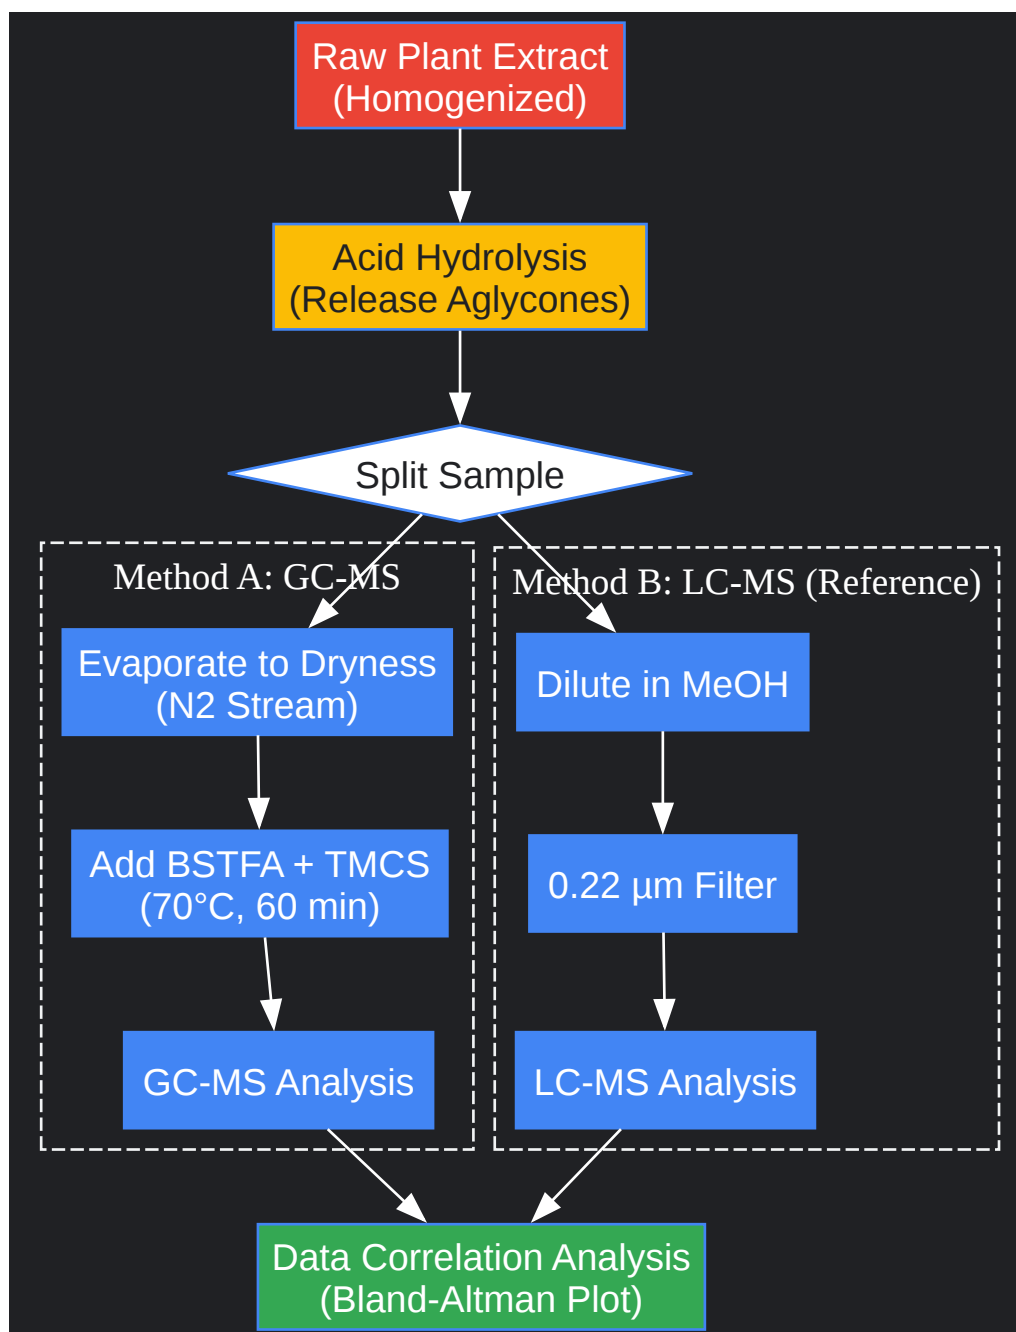 Raw Plant Extract
(Homogenized)
Acid Hydrolysis
(Release Aglycones)
Split Sample
Method A: GC-MS
Evaporate to Dryness
(N2 Stream)
Add BSTFA + TMCS
(70°C, 60 min)
GC-MS Analysis
Method B: LC-MS (Reference)
Dilute in MeOH
0.22 µm Filter
LC-MS Analysis
Data Correlation Analysis
(Bland-Altman Plot)